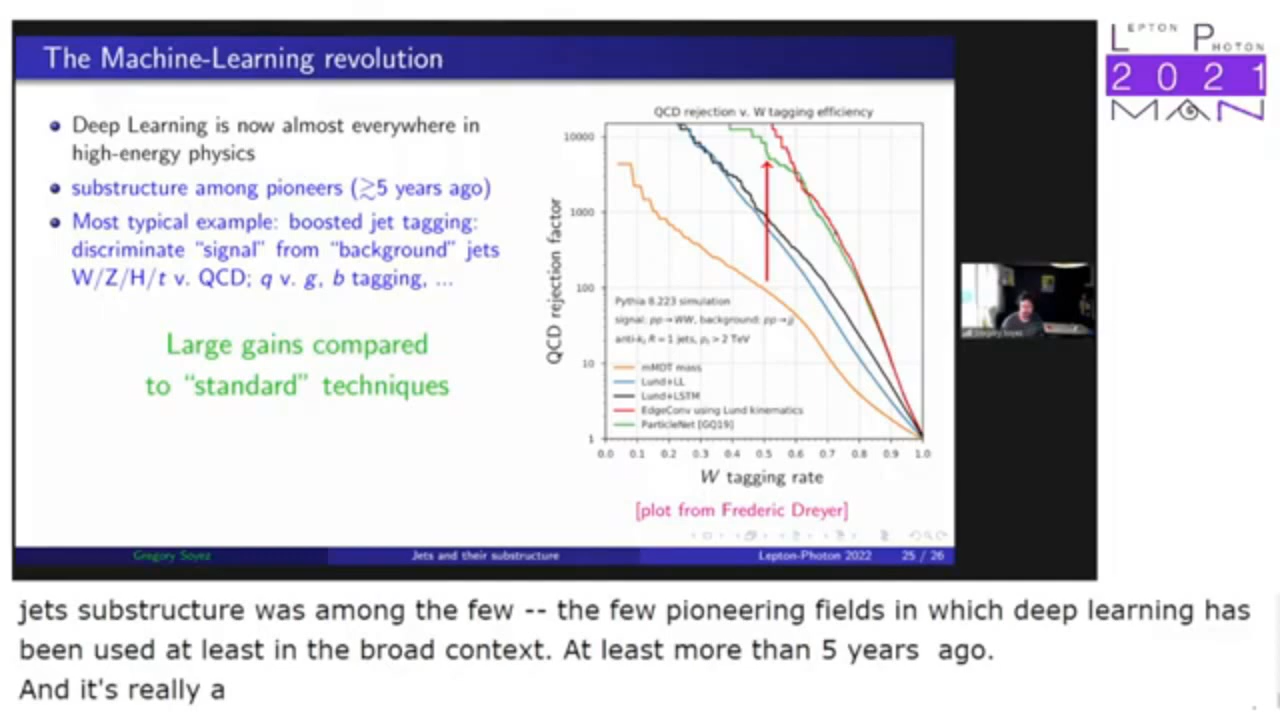 The Machine-Learning revolution
Deep Learning is now almost everywhere in
high-energy physics
substructure among pioneers (≳5 years ago)
Most typical example: boosted jet tagging:
discriminate “signal” from “background” jets
W/Z/H/t v. QCD; q v. g, b tagging, ...
Large gains compared
to “standard” techniques
QCD rejection v. W tagging efficiency
QCD rejection factor
10000
1000
100
10
1
Pythia 8.223 simulation
signal: pp→WW, background: pp→jj
anti-kt R = 1 jets, pt > 2 TeV
mMDT mass
Lund+LL
Lund+LSTM
EdgeConv using Lund kinematics
ParticleNet [GQ19]
0.0 0.1 0.2 0.3 0.4 0.5 0.6 0.7 0.8 0.9 1.0
W tagging rate
[plot from Frederic Dreyer]
Gregory Soyez
Jets and their substructure
Lepton-Photon 2022
25 / 26
LEPTON PHOTON
2021
MAN
jets substructure was among the few -- the few pioneering fields in which deep learning has
been used at least in the broad context. At least more than 5 years ago.
And it's really a